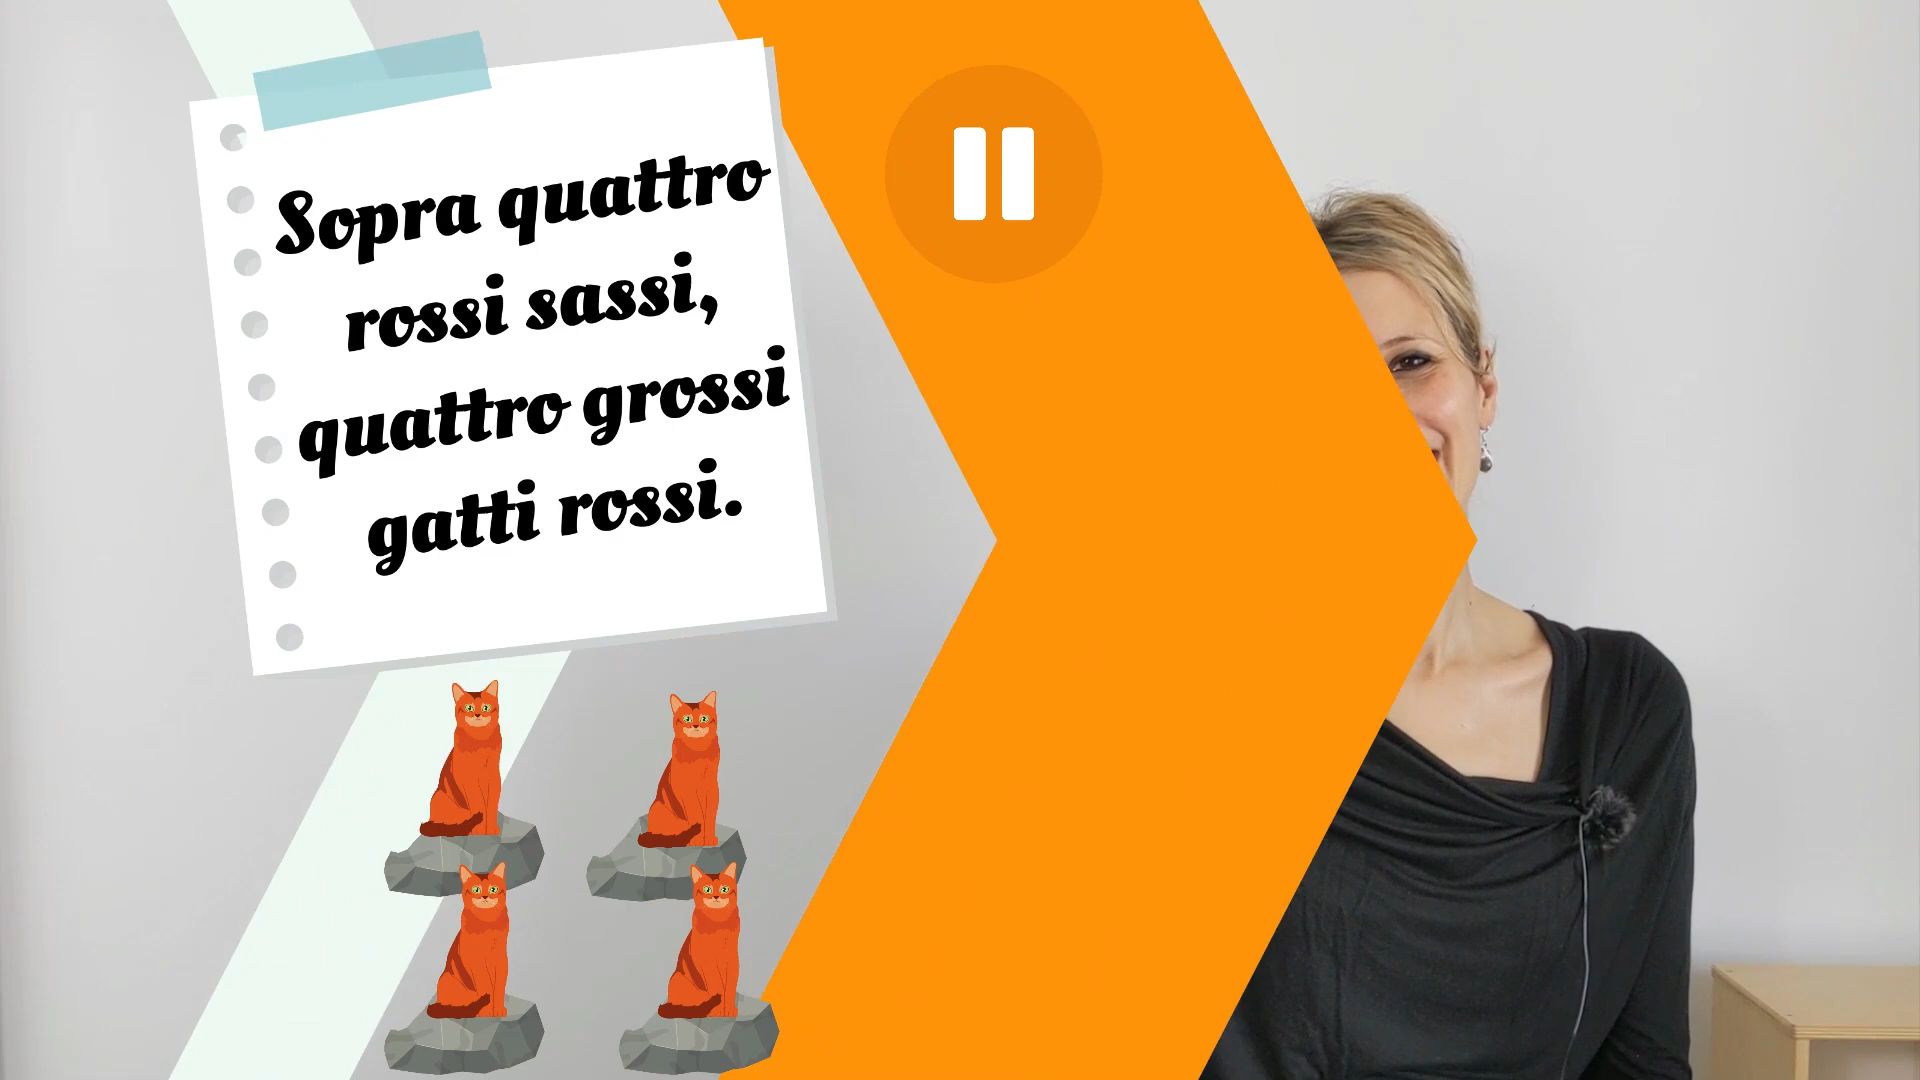 Sopra quattro
rossi sassi,
quattro grossi
gatti rossi.